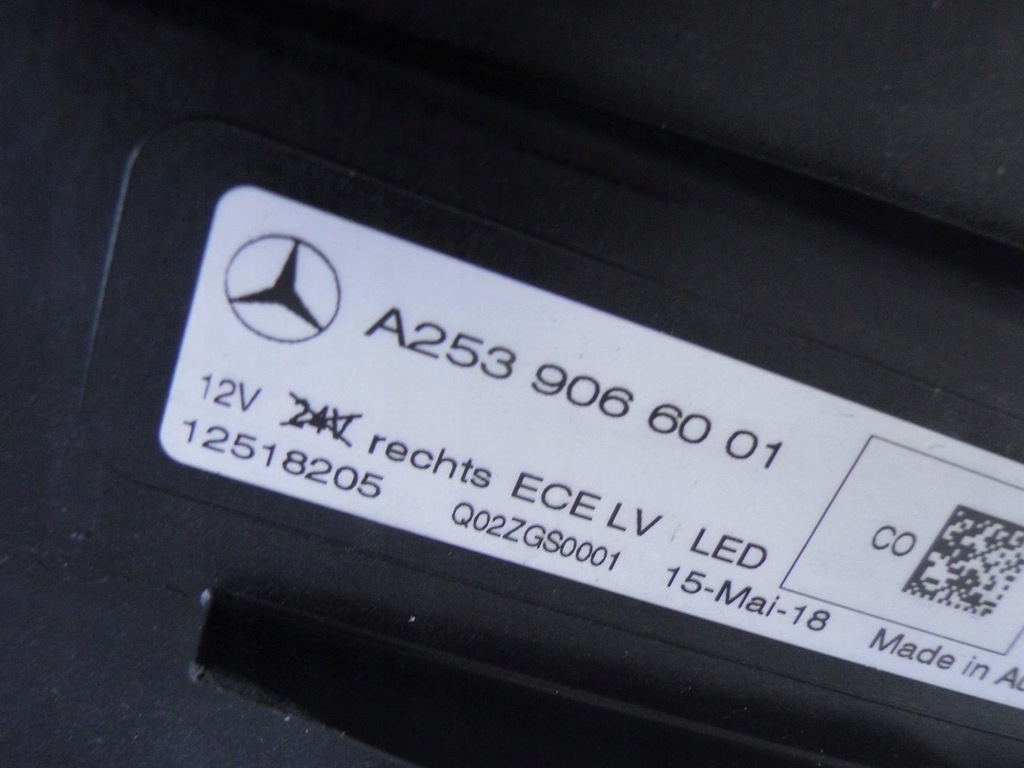 A253 906 60 01
12V 24V rechts ECE LV LED
12518205 Q02ZGS0001 15-Mai-18
CO
Made in